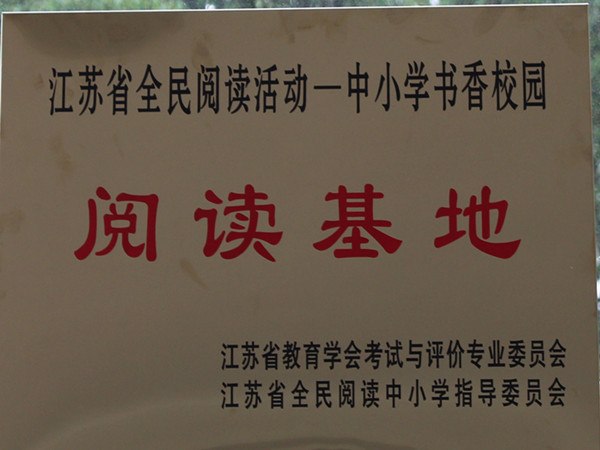 江苏省全民阅读活动—中小学书香校园
阅读基地
江苏省教育学会考试与评价专业委员会
江苏省全民阅读中小学指导委员会